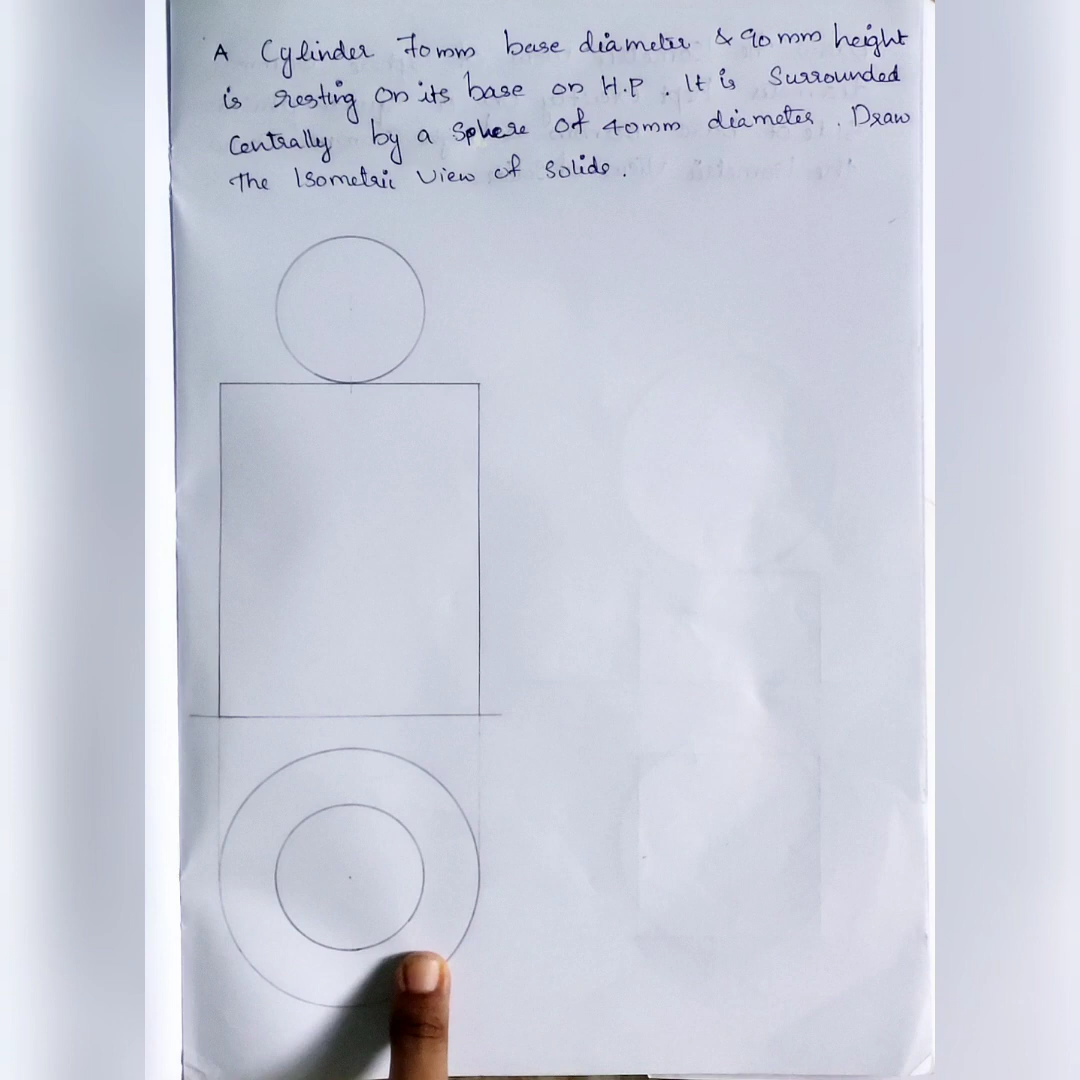 A Cylinder 70mm base diameter & 90mm height
is resting on its base on H.P. It is Surrounded
Centrally by a Sphere Of 40mm diameter. Draw
The Isometric View of Solids.